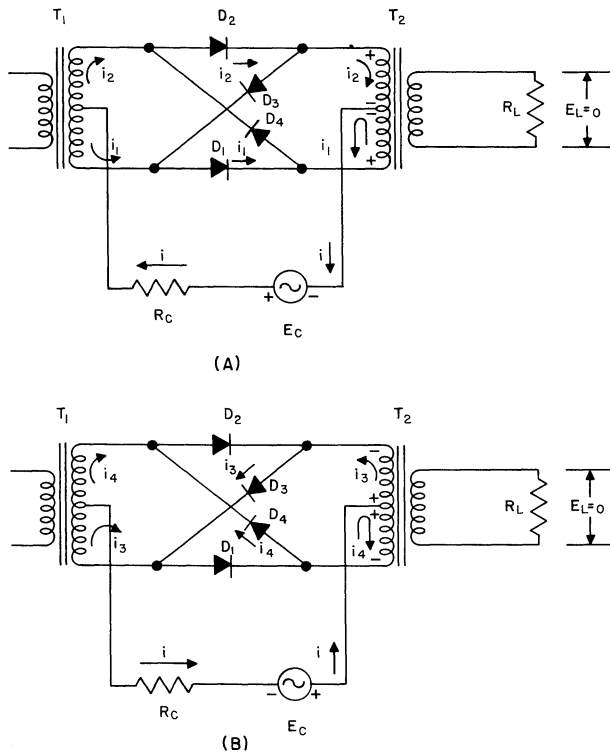 T1 D2 T2
i2 i2 + i2
D3
−
D4
−
RL EL=0
i1 D1 i1 i1 +
i i
+ −
RC EC
(A)
T1 D2 T2
i4 i3 − i3
D3
+
D4
+
RL EL=0
i3 D1 i4 i4 −
i i
− +
RC EC
(B)